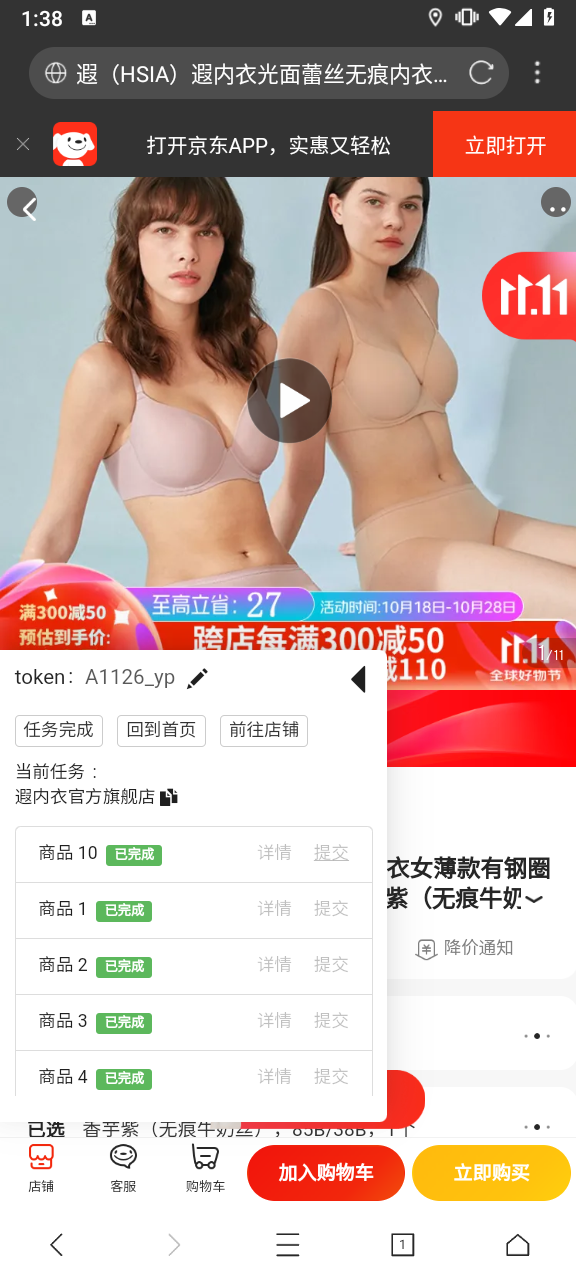 1:38
A
遐（HSIA）遐内衣光面蕾丝无痕内衣...
打开京东APP，实惠又轻松
立即打开
11.11
至高立省：27
活动时间:10月18日-10月28日
满300减50
预估到手价:
跨店每满300减50
减110
11.11
全球好物节
1/11
token：A1126_yp
任务完成
回到首页
前往店铺
当前任务：
遐内衣官方旗舰店
商品 10 已完成 详情 提交
商品 1 已完成 详情 提交
商品 2 已完成 详情 提交
商品 3 已完成 详情 提交
商品 4 已完成 详情 提交
衣女薄款有钢圈
紫（无痕牛奶
降价通知
已选 香芋紫（无痕牛奶丝），85B/38B，1个
店铺
客服
购物车
加入购物车
立即购买
1